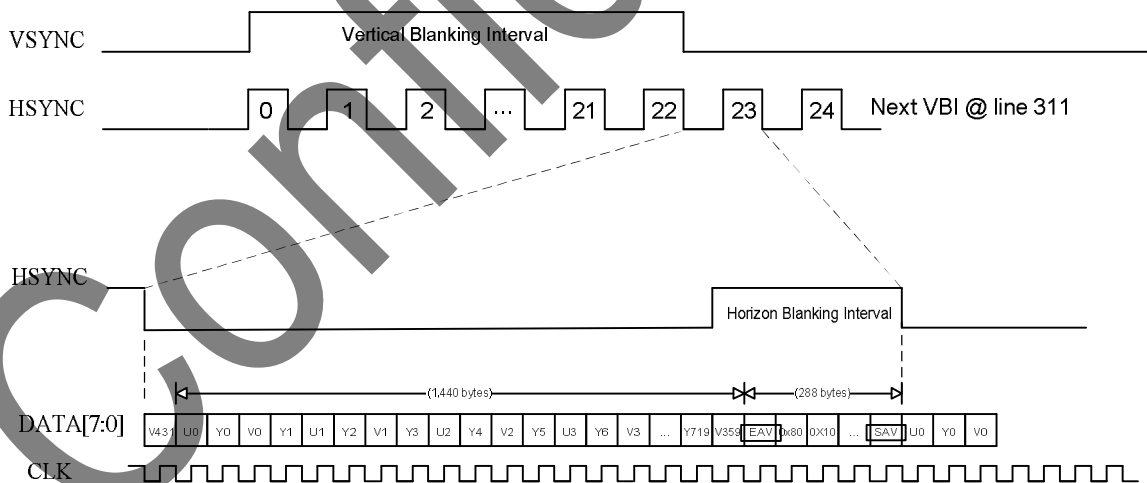 VSYNC
Vertical Blanking Interval
HSYNC
0 1 2 ... 21 22 23 24
Next VBI @ line 311
HSYNC
Horizon Blanking Interval
(1,440 bytes) (288 bytes)
DATA[7:0]
V431 U0 Y0 V0 Y1 U1 Y2 V1 Y3 U2 Y4 V2 Y5 U3 Y6 V3 ... Y719 V359 EAV 0x80 0X10 ... SAV U0 Y0 V0
CLK
Confid